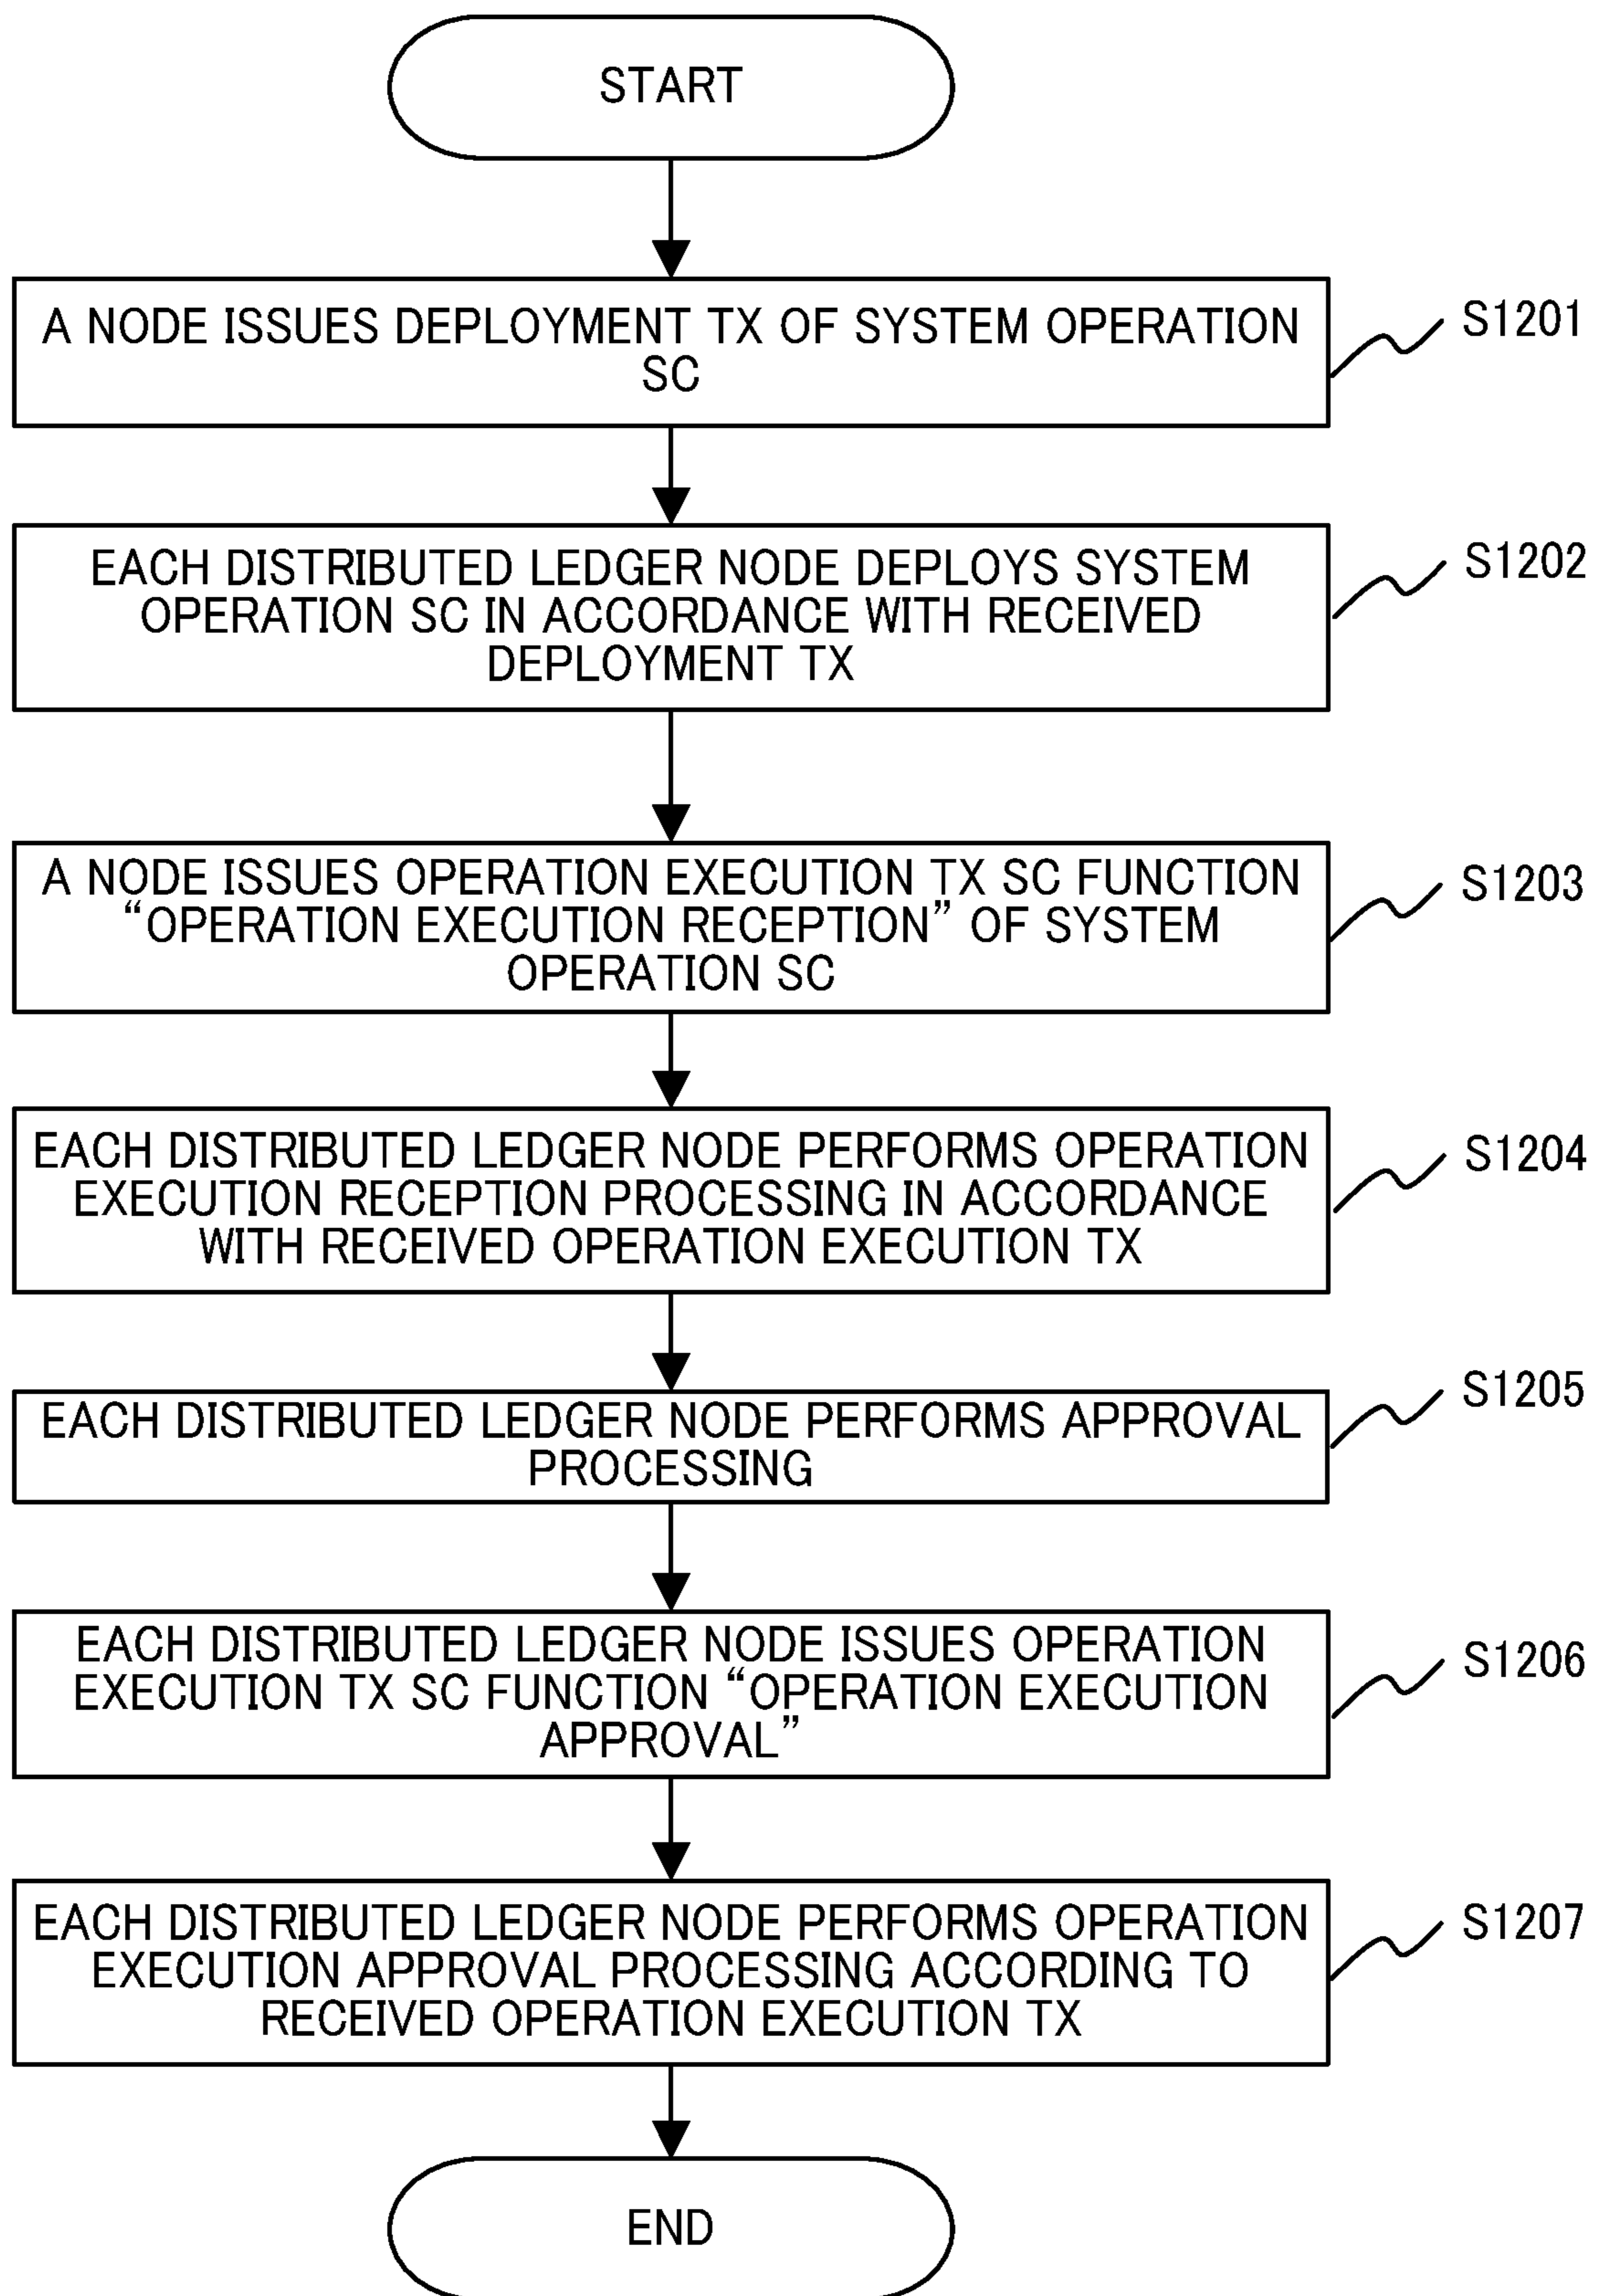 START
A NODE ISSUES DEPLOYMENT TX OF SYSTEM OPERATION
SC
S1201
EACH DISTRIBUTED LEDGER NODE DEPLOYS SYSTEM
OPERATION SC IN ACCORDANCE WITH RECEIVED
DEPLOYMENT TX
S1202
A NODE ISSUES OPERATION EXECUTION TX SC FUNCTION
“OPERATION EXECUTION RECEPTION” OF SYSTEM
OPERATION SC
S1203
EACH DISTRIBUTED LEDGER NODE PERFORMS OPERATION
EXECUTION RECEPTION PROCESSING IN ACCORDANCE
WITH RECEIVED OPERATION EXECUTION TX
S1204
EACH DISTRIBUTED LEDGER NODE PERFORMS APPROVAL
PROCESSING
S1205
EACH DISTRIBUTED LEDGER NODE ISSUES OPERATION
EXECUTION TX SC FUNCTION “OPERATION EXECUTION
APPROVAL”
S1206
EACH DISTRIBUTED LEDGER NODE PERFORMS OPERATION
EXECUTION APPROVAL PROCESSING ACCORDING TO
RECEIVED OPERATION EXECUTION TX
S1207
END